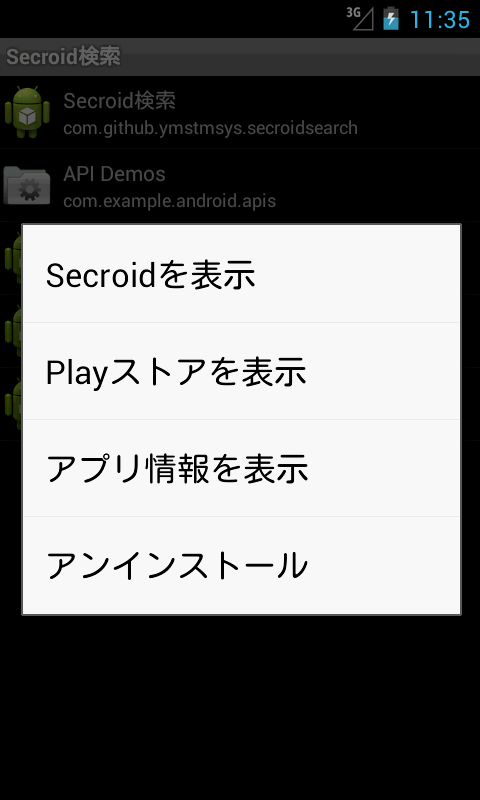 3G 11:35
Secroid検索
Secroid検索
com.github.ymstmsys.secroidsearch
API Demos
com.example.android.apis
Secroidを表示
Playストアを表示
アプリ情報を表示
アンインストール